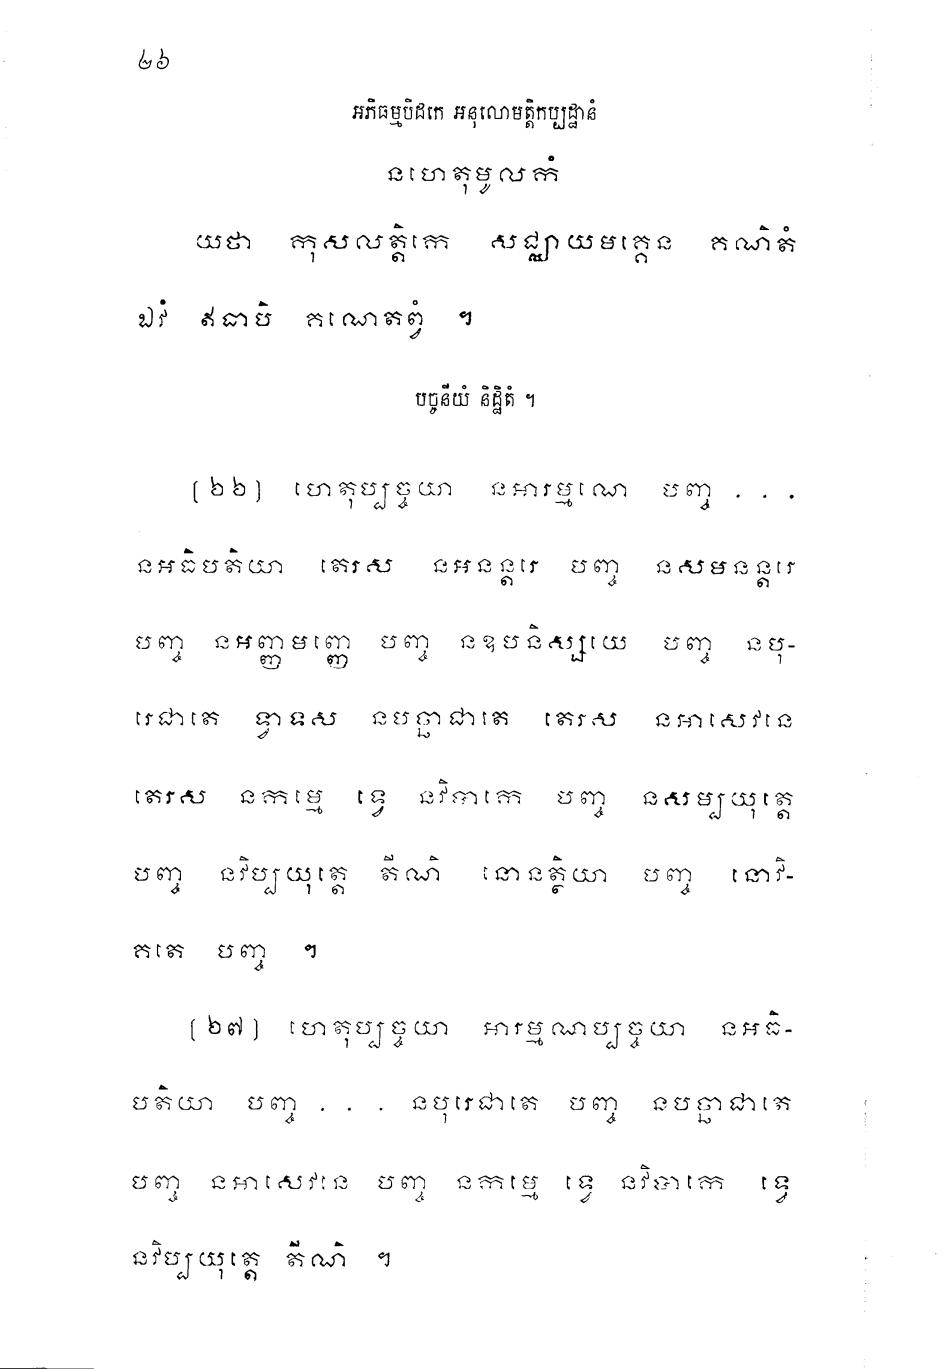 ២៦
អភិធម្មបិដកេ អនុលោមត្តិកប្បដ្ឋានំ
នហេតុមូលកំ
យថា កុសលត្តិកេ សជ្ឈាយមគ្គេន គណិតំ
ឯវំ ឥធាបិ គណេតព្វំ ។
បច្ចនីយំ និដ្ឋិតំ ។
(២៦) ហេតុប្បច្ចយា នអារម្មណេ បញ្ច . . .
នអធិបតិយា តេរស នអនន្តរេ បញ្ច នសមនន្តរេ
បញ្ច នអញ្ញមញ្ញេ បញ្ច នឧបនិស្សយេ បញ្ច នបុ-
រេជាតេ ទ្វាទស នបច្ឆាជាតេ តេរស នអាសេវនេ
តេរស នកម្មេ ទ្វេ នវិបាកេ បញ្ច នសម្បយុត្តេ
បញ្ច នវិប្បយុត្តេ តីណិ នោនត្ថិយា បញ្ច នោវិ-
គតេ បញ្ច ។
(២៧) ហេតុប្បច្ចយា អារម្មណប្បច្ចយា នអធិ-
បតិយា បញ្ច . . . នបុរេជាតេ បញ្ច នបច្ឆាជាតេ
បញ្ច នអាសេវនេ បញ្ច នកម្មេ ទ្វេ នវិបាកេ ទ្វេ
នវិប្បយុត្តេ តីណិ ។